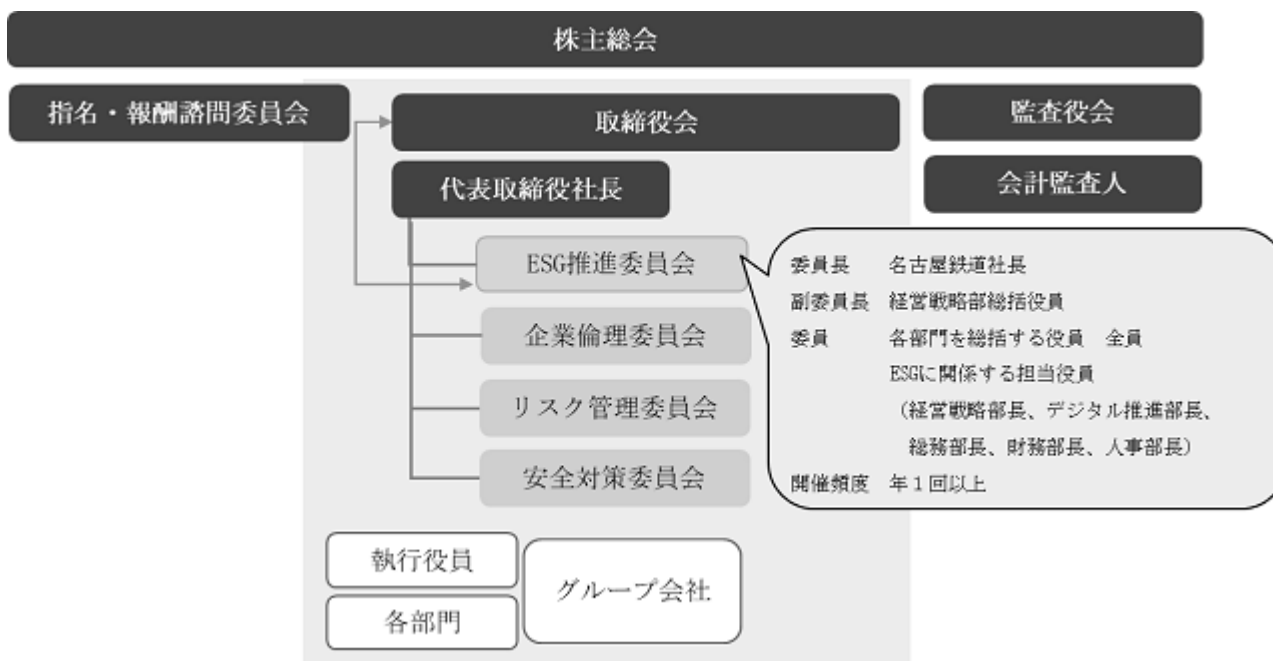 株主総会
指名・報酬諮問委員会
取締役会
監査役会
代表取締役社長
会計監査人
ESG推進委員会
企業倫理委員会
リスク管理委員会
安全対策委員会
委員長 名古屋鉄道社長
副委員長 経営戦略部総括役員
委員 各部門を総括する役員 全員
ESGに関係する担当役員
(経営戦略部長、デジタル推進部長、
総務部長、財務部長、人事部長)
開催頻度 年1回以上
執行役員
グループ会社
各部門